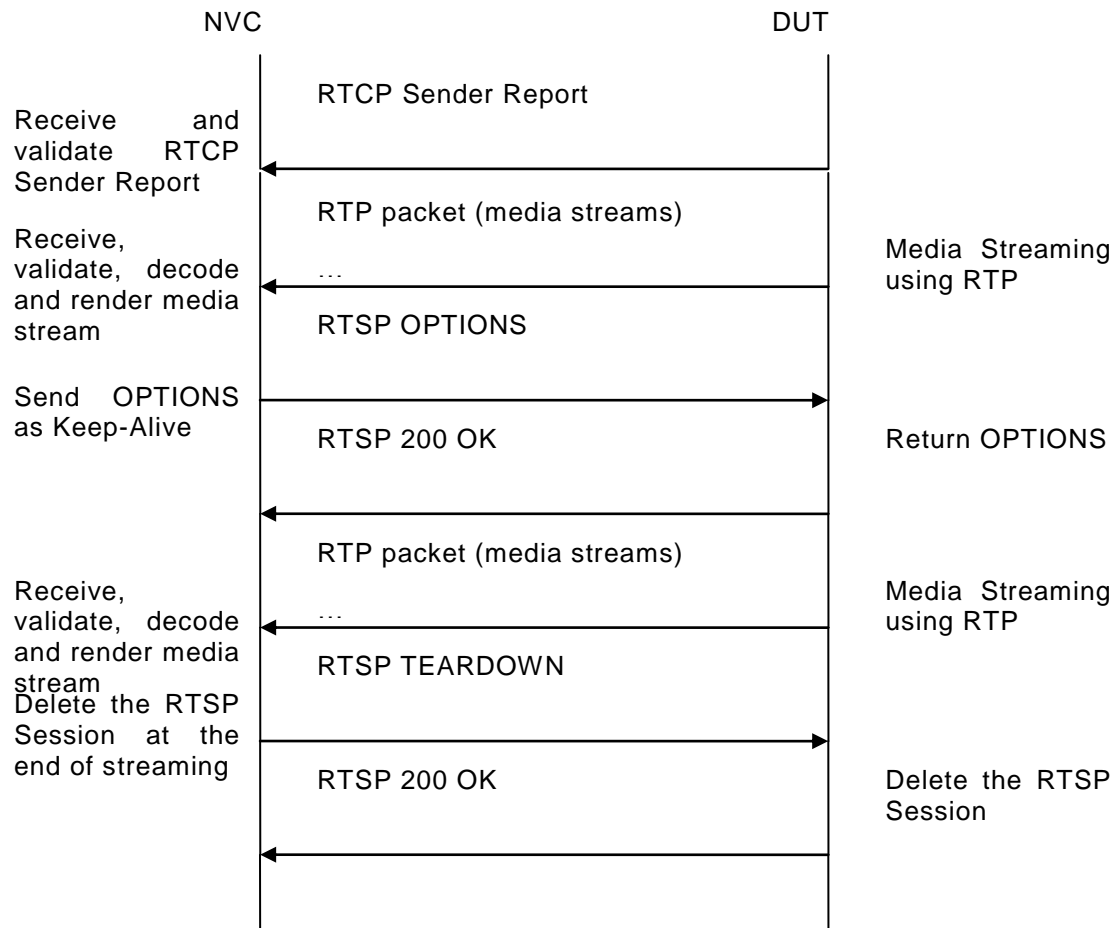 NVC
DUT
RTCP Sender Report
Receive and
validate RTCP
Sender Report
RTP packet (media streams)
Receive,
validate, decode
and render media
stream
...
Media Streaming
using RTP
RTSP OPTIONS
Send OPTIONS
as Keep-Alive
RTSP 200 OK
Return OPTIONS
RTP packet (media streams)
Receive,
validate, decode
and render media
stream
...
Media Streaming
using RTP
RTSP TEARDOWN
Delete the RTSP
Session at the
end of streaming
RTSP 200 OK
Delete the RTSP
Session